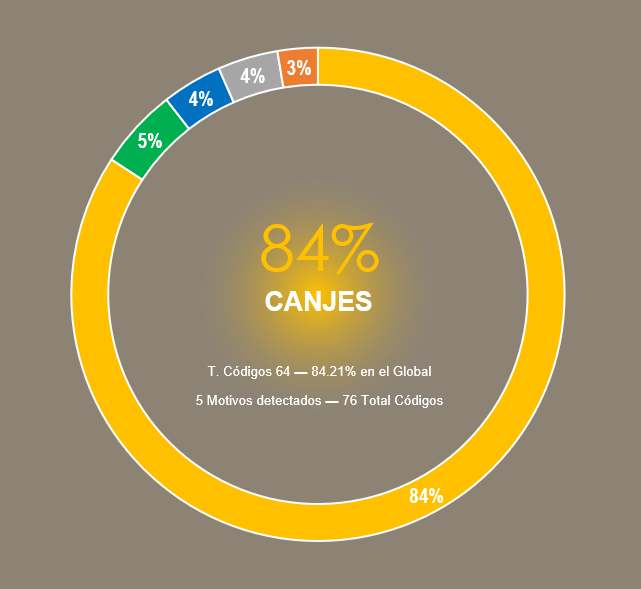 3%
4%
4%
5%
84%
CANJES
T. Códigos 64 — 84.21% en el Global
5 Motivos detectados — 76 Total Códigos
84%